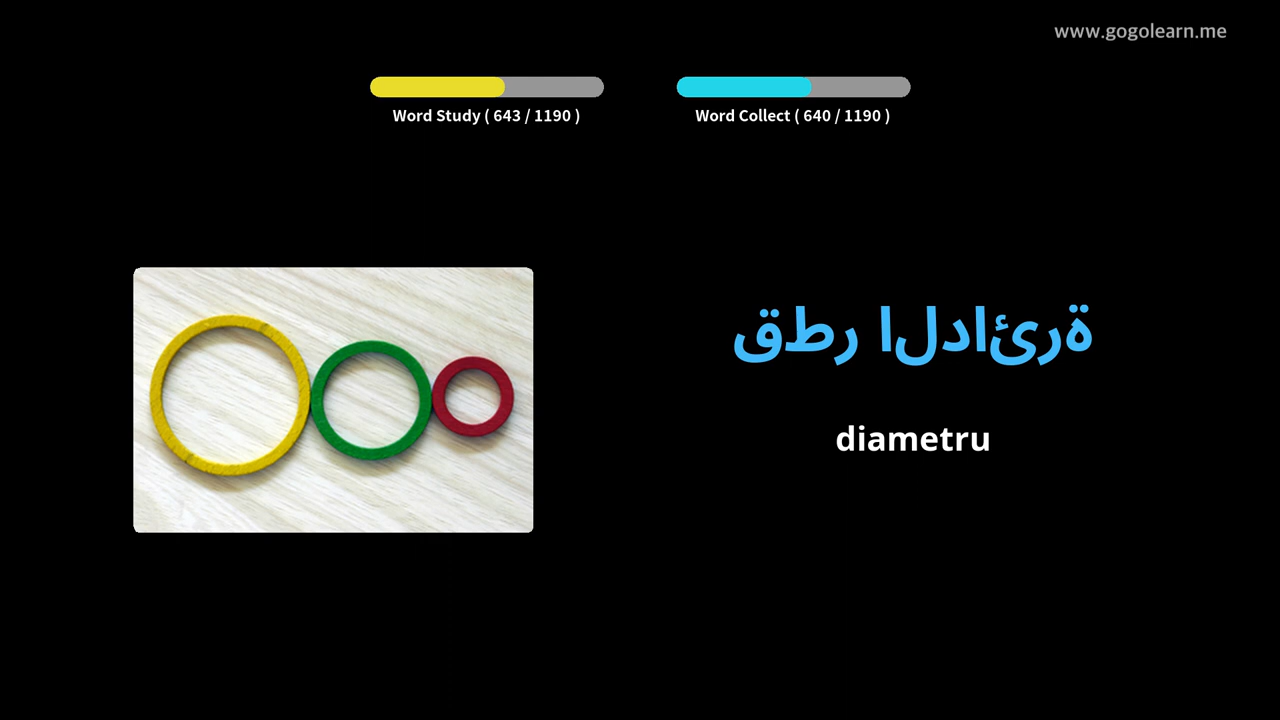 www.gogolearn.me
Word Study ( 643 / 1190 )
Word Collect ( 640 / 1190 )
قطر الدائرة
diametru